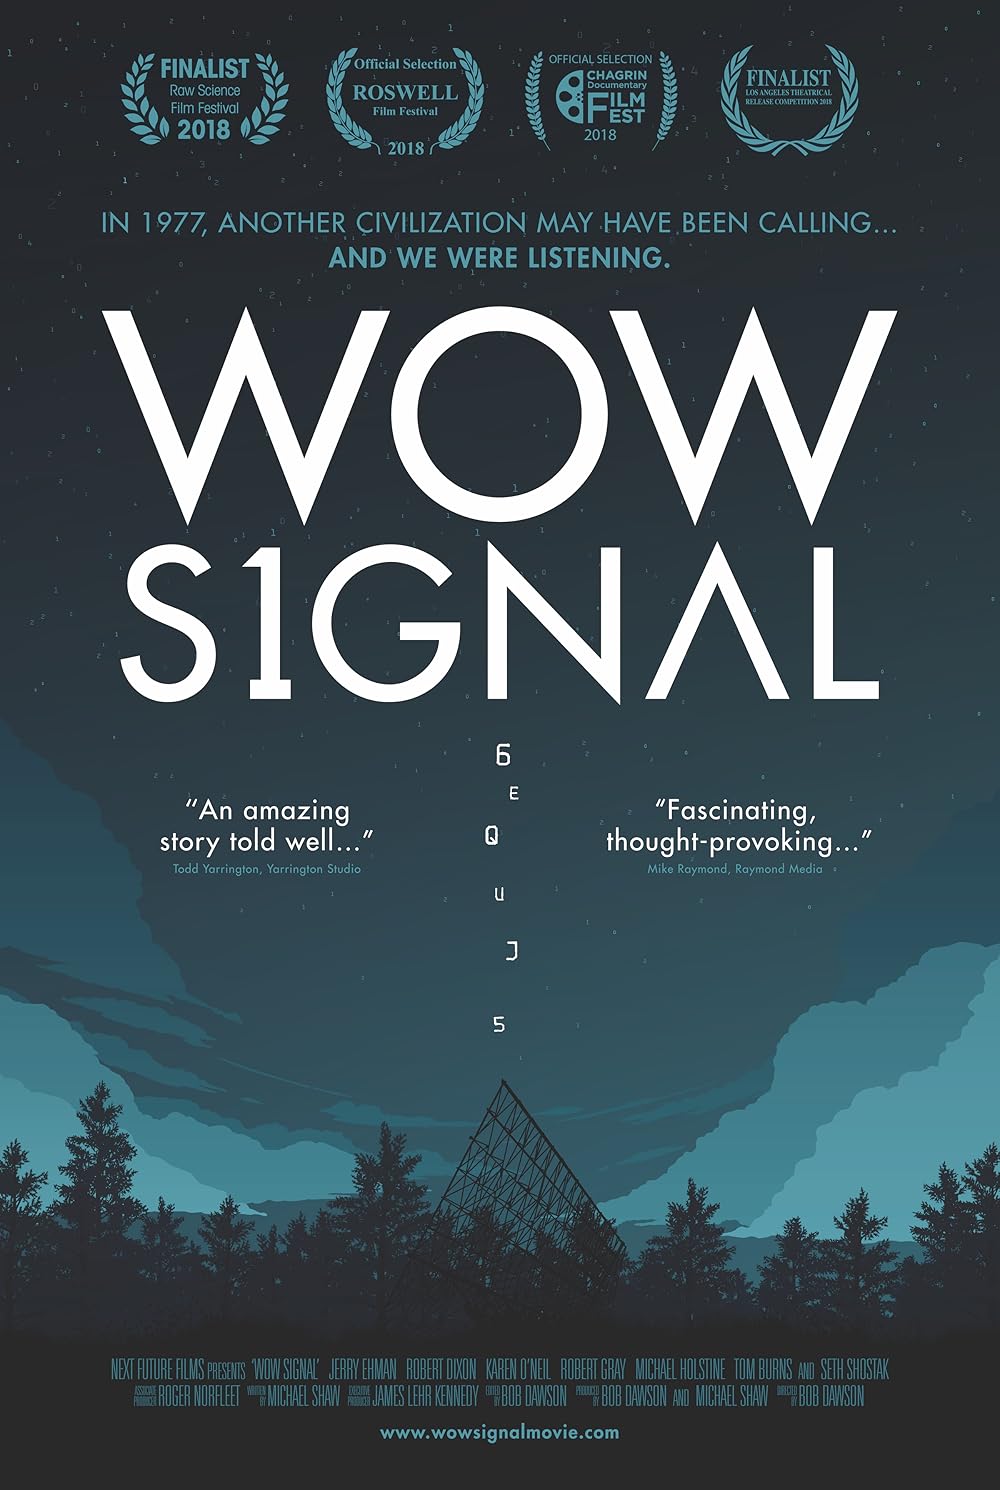 FINALIST
Raw Science
Film Festival
2018
Official Selection
ROSWELL
Film Festival
2018
OFFICIAL SELECTION
CHAGRIN
Documentary
FILM
FEST
2018
FINALIST
LOS ANGELES THEATRICAL
RELEASE COMPETITION 2018
IN 1977, ANOTHER CIVILIZATION MAY HAVE BEEN CALLING...
AND WE WERE LISTENING.
WOW
S1GNAL
6
E
Q
U
J
5
“An amazing
story told well...”
Todd Yarrington, Yarrington Studio
“Fascinating,
thought-provoking...”
Mike Raymond, Raymond Media
NEXT FUTURE FILMS PRESENTS 'WOW SIGNAL' JERRY EHMAN ROBERT DIXON KAREN O'NEIL ROBERT GRAY MICHAEL HOLSTINE TOM BURNS AND SETH SHOSTAK
ASSOCIATE PRODUCER ROGER NORFLEET WRITTEN BY MICHAEL SHAW EXECUTIVE PRODUCER JAMES LEHR KENNEDY EDITED BY BOB DAWSON PRODUCED BY BOB DAWSON AND MICHAEL SHAW DIRECTED BY BOB DAWSON
www.wowsignalmovie.com